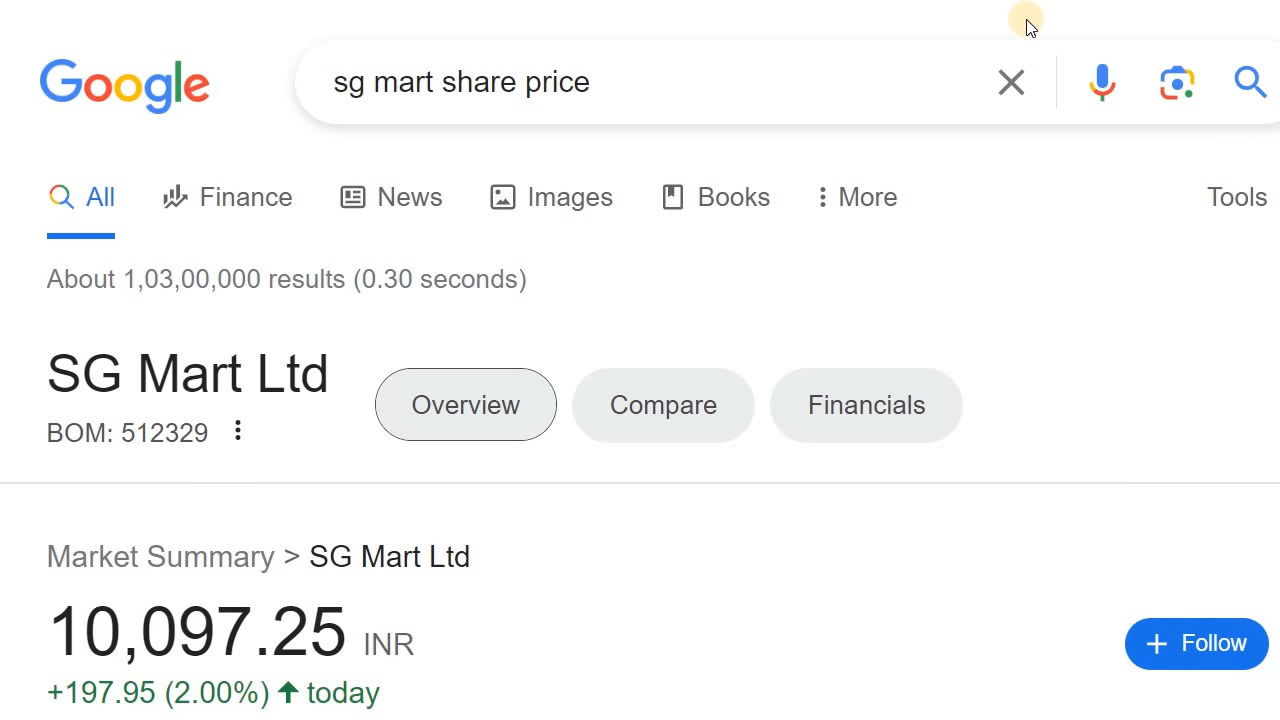 Google
sg mart share price
All Finance News Images Books More Tools
About 1,03,00,000 results (0.30 seconds)
SG Mart Ltd
Overview Compare Financials
BOM: 512329
Market Summary > SG Mart Ltd
10,097.25 INR
+ Follow
+197.95 (2.00%) ↑ today